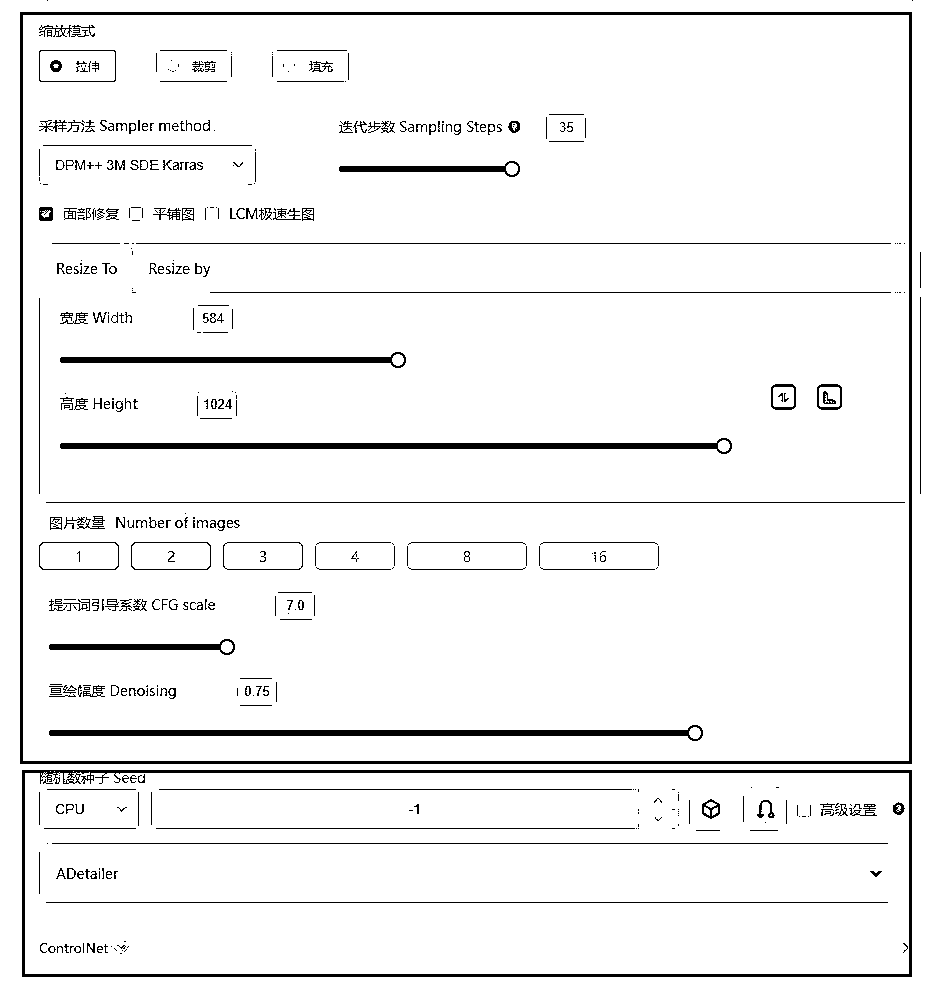 缩放模式
拉伸 裁剪 填充
采样方法 Sampler method 迭代步数 Sampling Steps 35
DPM++ 3M SDE Karras
面部修复 平铺图 LCM极速生图
Resize To Resize by
宽度 Width 584
高度 Height 1024
图片数量 Number of images
1 2 3 4 8 16
提示词引导系数 CFG scale 7.0
重绘幅度 Denoising 0.75
随机数种子 Seed
CPU -1 高级设置
ADetailer
ControlNet